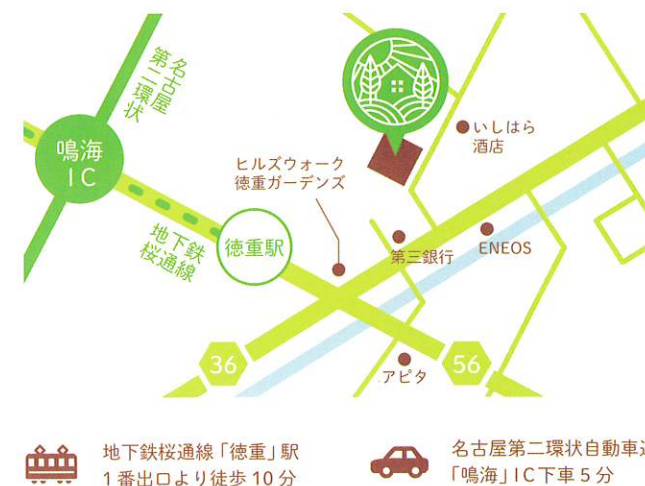 名古屋
第二環状
鳴海
IC
いしはら
酒店
ヒルズウォーク
徳重ガーデンズ
地下鉄
桜通線
徳重駅
第三銀行
ENEOS
36
アピタ
56
地下鉄桜通線「徳重」駅
1番出口より徒歩10分
名古屋第二環状自動車
「鳴海」IC下車5分